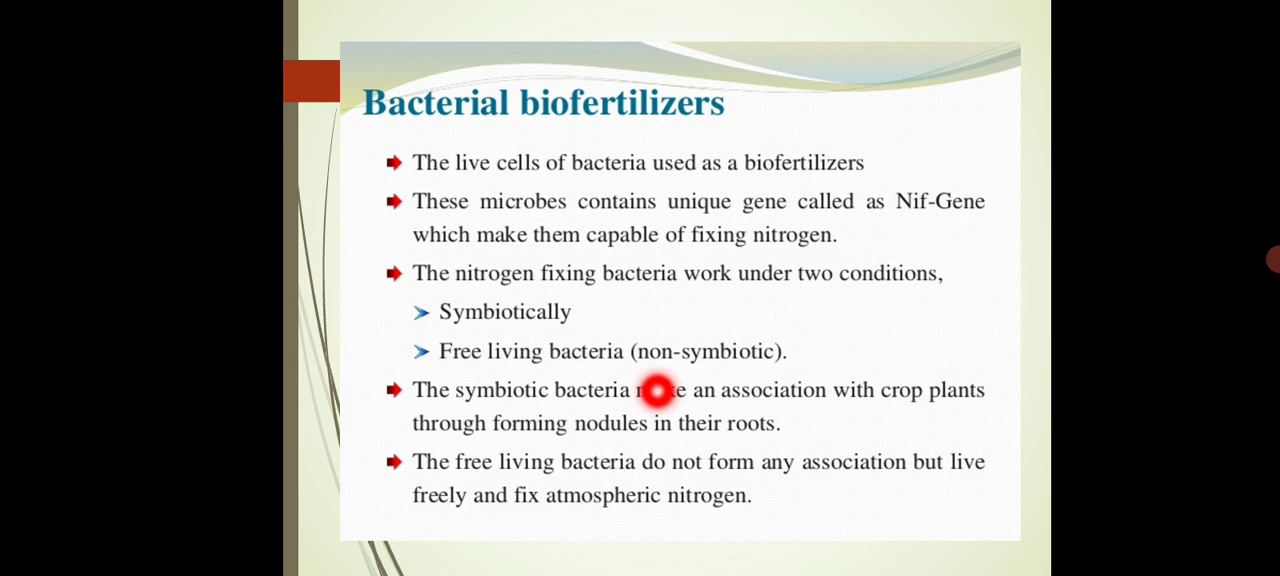 Bacterial biofertilizers
The live cells of bacteria used as a biofertilizers
These microbes contains unique gene called as Nif-Gene
which make them capable of fixing nitrogen.
The nitrogen fixing bacteria work under two conditions,
Symbiotically
Free living bacteria (non-symbiotic).
The symbiotic bacteria an association with crop plants
through forming nodules in their roots.
The free living bacteria do not form any association but live
freely and fix atmospheric nitrogen.